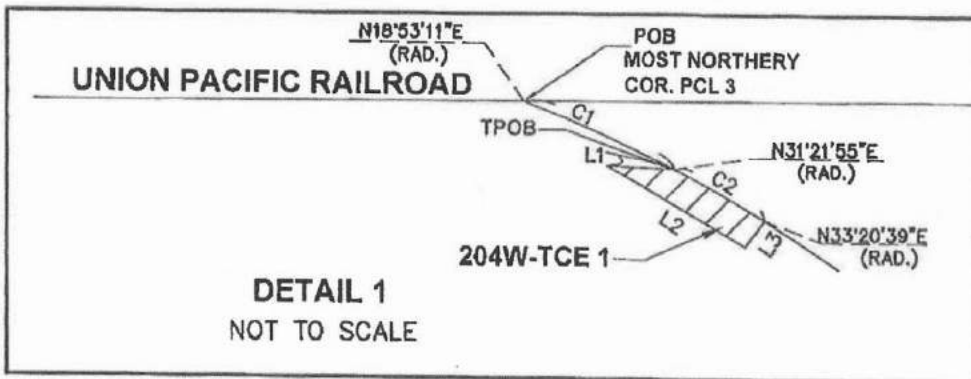 N18°53'11"E
(RAD.)
POB
MOST NORTHERY
COR. PCL 3
UNION PACIFIC RAILROAD
C1
TPOB
L1
N31°21'55"E
(RAD.)
C2
L2
L3
N33°20'39"E
(RAD.)
204W-TCE 1
DETAIL 1
NOT TO SCALE